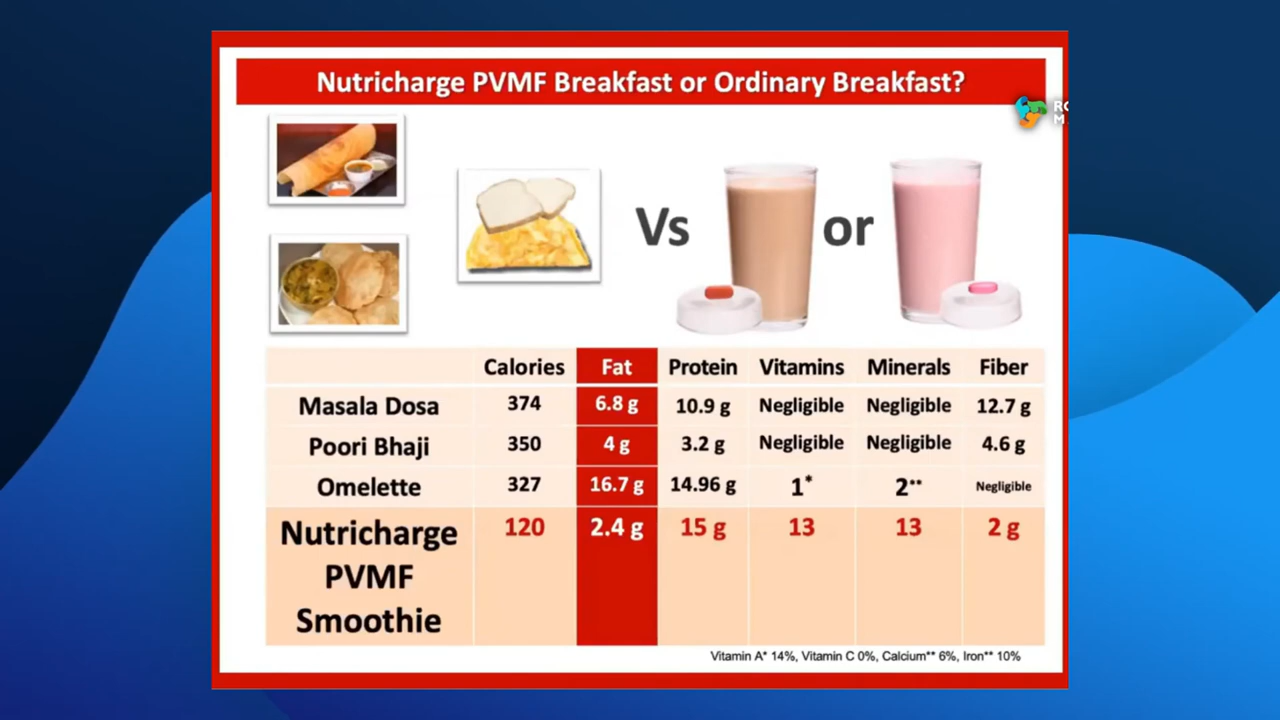 Nutricharge PVMF Breakfast or Ordinary Breakfast?
Vs or
Calories Fat Protein Vitamins Minerals Fiber
Masala Dosa 374 6.8 g 10.9 g Negligible Negligible 12.7 g
Poori Bhaji 350 4 g 3.2 g Negligible Negligible 4.6 g
Omelette 327 16.7 g 14.96 g 1* 2** Negligible
Nutricharge 120 2.4 g 15 g 13 13 2 g
PVMF
Smoothie
Vitamin A* 14%, Vitamin C 0%, Calcium** 6%, Iron** 10%